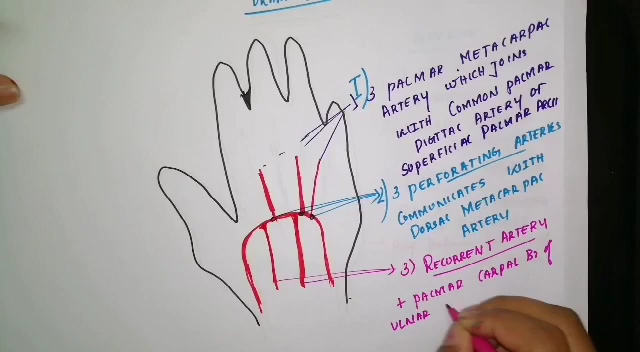 I) 3 PALMAR METACARPAL
ARTERY WHICH JOINS
WITH COMMON PALMAR
DIGITAL ARTERY OF
SUPERFICIAL PALMAR ARCH
2) 3 PERFORATING ARTERIES
COMMUNICATES WITH
DORSAL METACARPAL
ARTERY
3) RECURRENT ARTERY
+ PALMAR CARPAL Br of
ULNAR